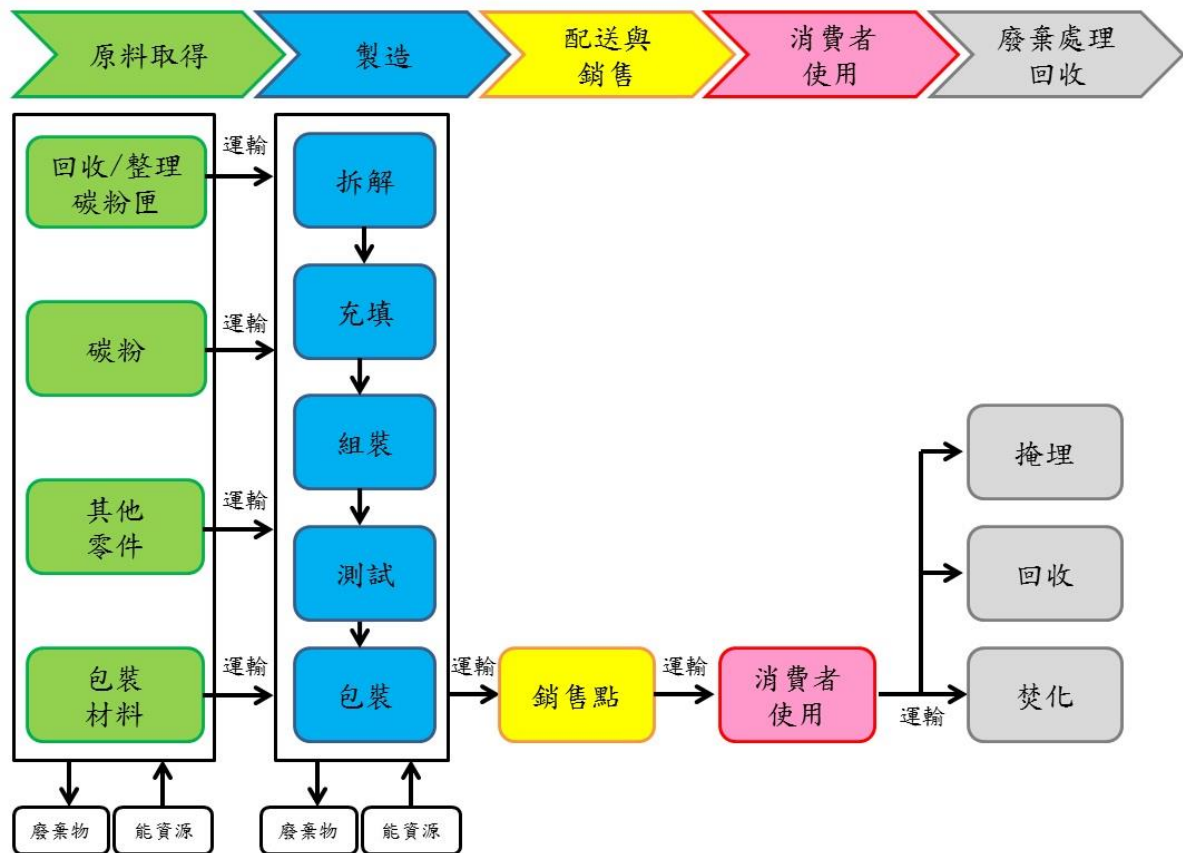 原料取得
製造
配送與
銷售
消費者
使用
廢棄處理
回收
回收/整理
碳粉匣
運輸
拆解
碳粉
運輸
充填
組裝
其他
零件
運輸
測試
包裝
材料
運輸
包裝
運輸
銷售點
運輸
消費者
使用
運輸
掩埋
回收
焚化
廢棄物
能資源
廢棄物
能資源